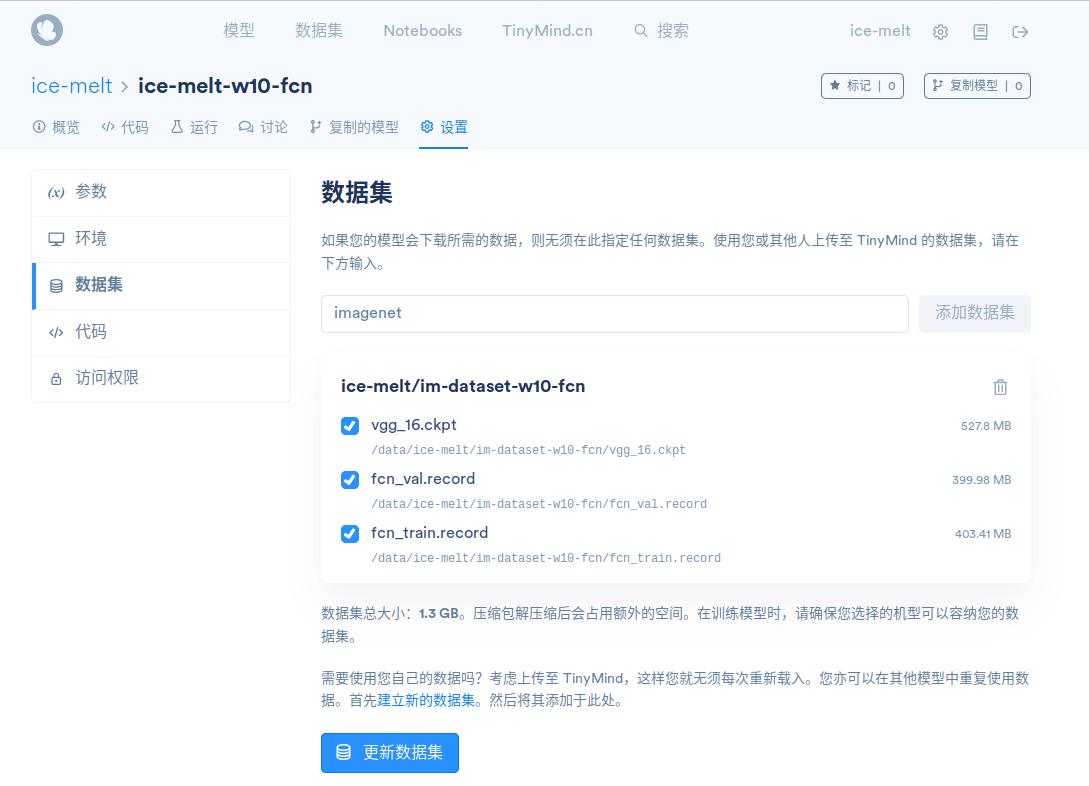 模型 数据集 Notebooks TinyMind.cn 搜索 ice-melt
ice-melt › ice-melt-w10-fcn 标记 | 0 复制模型 | 0
概览 代码 运行 讨论 复制的模型 设置
(x) 参数
环境
数据集
代码
访问权限
数据集
如果您的模型会下载所需的数据，则无须在此指定任何数据集。使用您或其他人上传至 TinyMind 的数据集，请在
下方输入。
imagenet 添加数据集
ice-melt/im-dataset-w10-fcn
vgg_16.ckpt 527.8 MB
/data/ice-melt/im-dataset-w10-fcn/vgg_16.ckpt
fcn_val.record 399.98 MB
/data/ice-melt/im-dataset-w10-fcn/fcn_val.record
fcn_train.record 403.41 MB
/data/ice-melt/im-dataset-w10-fcn/fcn_train.record
数据集总大小：1.3 GB。压缩包解压缩后会占用额外的空间。在训练模型时，请确保您选择的机型可以容纳您的数
据集。
需要使用您自己的数据吗？考虑上传至 TinyMind，这样您就无须每次重新载入。您亦可以在其他模型中重复使用数
据。首先建立新的数据集。然后将其添加于此处。
更新数据集